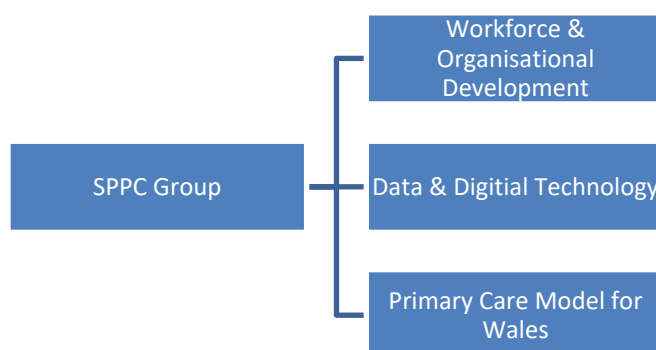 Workforce &
Organisational
Development
SPPC Group
Data & Digitial Technology
Primary Care Model for
Wales